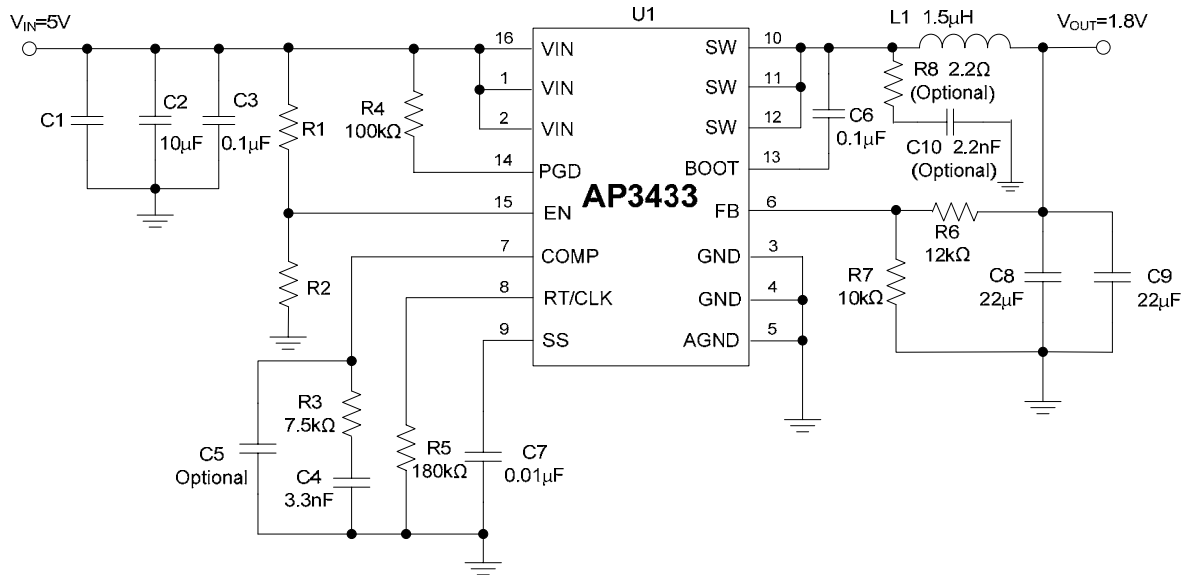 U1
V_IN=5V
L1 1.5μH
V_OUT=1.8V
16 VIN
SW 10
1 VIN
SW 11
2 VIN
SW 12
14 PGD
BOOT 13
15 EN
FB 6
7 COMP
GND 3
8 RT/CLK
GND 4
9 SS
AGND 5
AP3433
C1
C2
10μF
C3
0.1μF
R1
R4
100kΩ
R2
C6
0.1μF
R8 2.2Ω
(Optional)
C10 2.2nF
(Optional)
R6
12kΩ
R7
10kΩ
C8
22μF
C9
22μF
R3
7.5kΩ
C5
Optional
C4
3.3nF
R5
180kΩ
C7
0.01μF